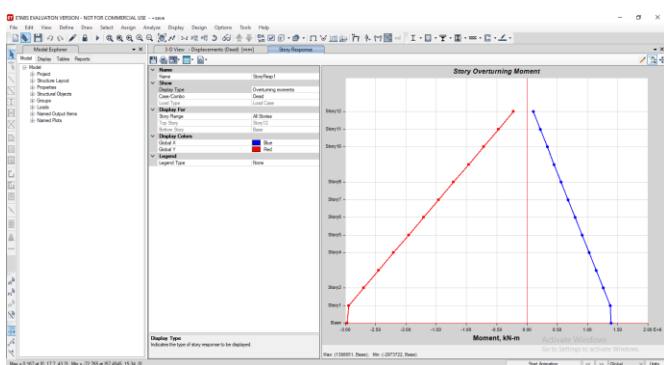 ETABS EVALUATION VERSION - NOT FOR COMMERCIAL USE - save
File Edit View Define Draw Select Assign Analyze Display Design Options Tools Help
Model Explorer
3-D View - Displacements (Dead) [mm]
Story Response
Model Display Tables Reports
Model
Project
Structure Layout
Properties
Structural Objects
Groups
Loads
Named Output Items
Named Plots
Name
Name StoryResp1
Show
Display Type Overturning moments
Case/Combo Dead
Load Type Load Case
Display For
Story Range All Stories
Top Story Story12
Bottom Story Base
Display Colors
Global X Blue
Global Y Red
Legend
Legend Type None
Display Type
Indicates the type of story response to be displayed.
Story Overturning Moment
Story12
Story11
Story10
Story8
Story7
Story6
Story5
Story4
Story2
Story1
Base
-3.00 -2.50 -2.00 -1.50 -1.00 -0.50 0.00 0.50 1.00 1.50 2.00 E+6
Moment, kN-m
Activate Windows
Go to Settings to activate Windows.
Start Animation
Global
Units